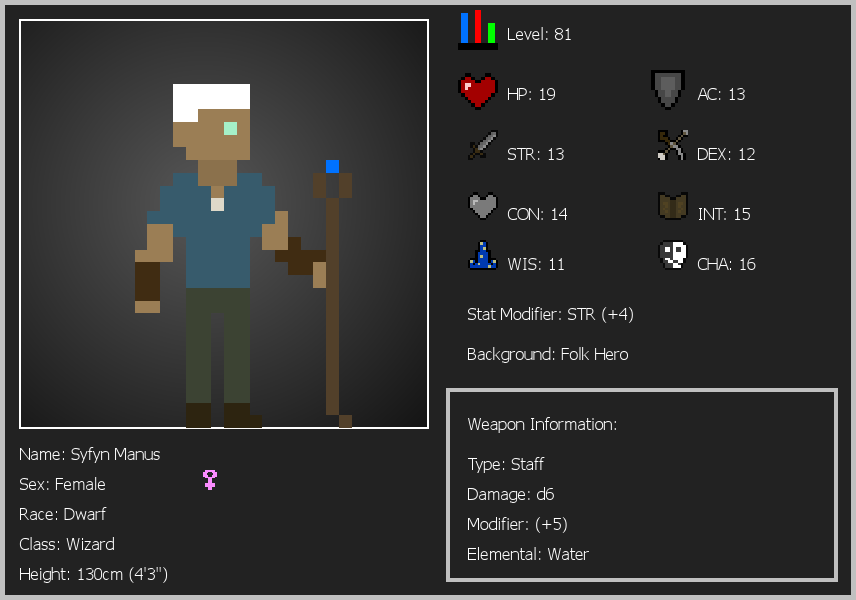 Level: 81
HP: 19
AC: 13
STR: 13
DEX: 12
CON: 14
INT: 15
WIS: 11
CHA: 16
Stat Modifier: STR (+4)
Background: Folk Hero
Weapon Information:
Type: Staff
Damage: d6
Modifier: (+5)
Elemental: Water
Name: Syfyn Manus
Sex: Female
Race: Dwarf
Class: Wizard
Height: 130cm (4'3")